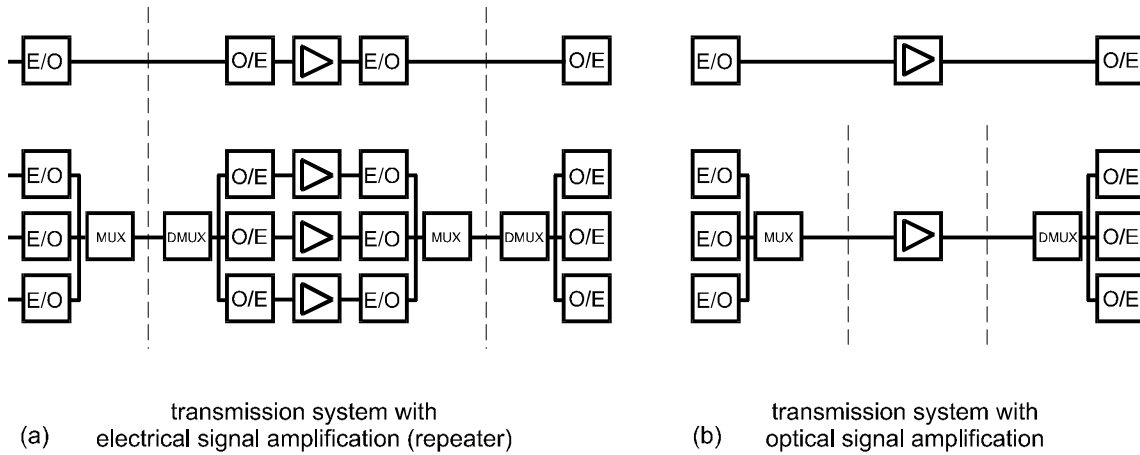 E/O O/E E/O O/E E/O O/E
E/O O/E E/O O/E E/O O/E
E/O MUX DMUX O/E E/O MUX DMUX O/E E/O MUX DMUX O/E
E/O O/E E/O O/E E/O O/E
(a) transmission system with
electrical signal amplification (repeater)
(b) transmission system with
optical signal amplification